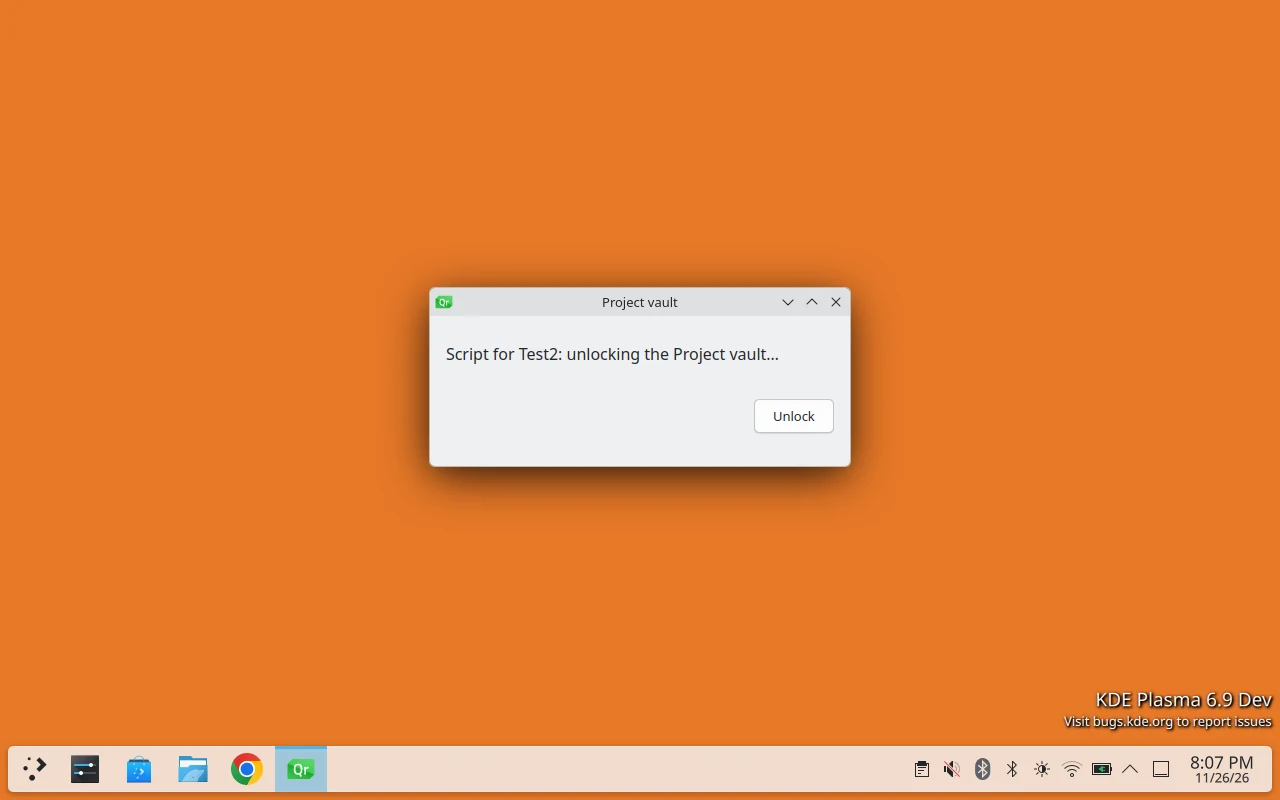 Project vault
Script for Test2: unlocking the Project vault...
Unlock
KDE Plasma 6.9 Dev
Visit bugs.kde.org to report issues
Qr
8:07 PM
11/26/26